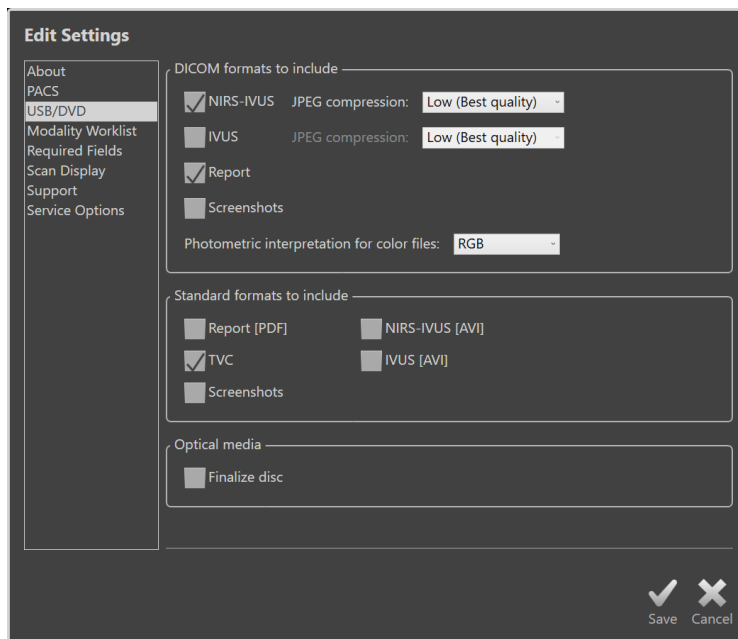 Edit Settings
About
PACS
USB/DVD
Modality Worklist
Required Fields
Scan Display
Support
Service Options
DICOM formats to include
NIRS-IVUS JPEG compression: Low (Best quality)
IVUS JPEG compression: Low (Best quality)
Report
Screenshots
Photometric interpretation for color files: RGB
Standard formats to include
Report [PDF] NIRS-IVUS [AVI]
TVC IVUS [AVI]
Screenshots
Optical media
Finalize disc
Save Cancel